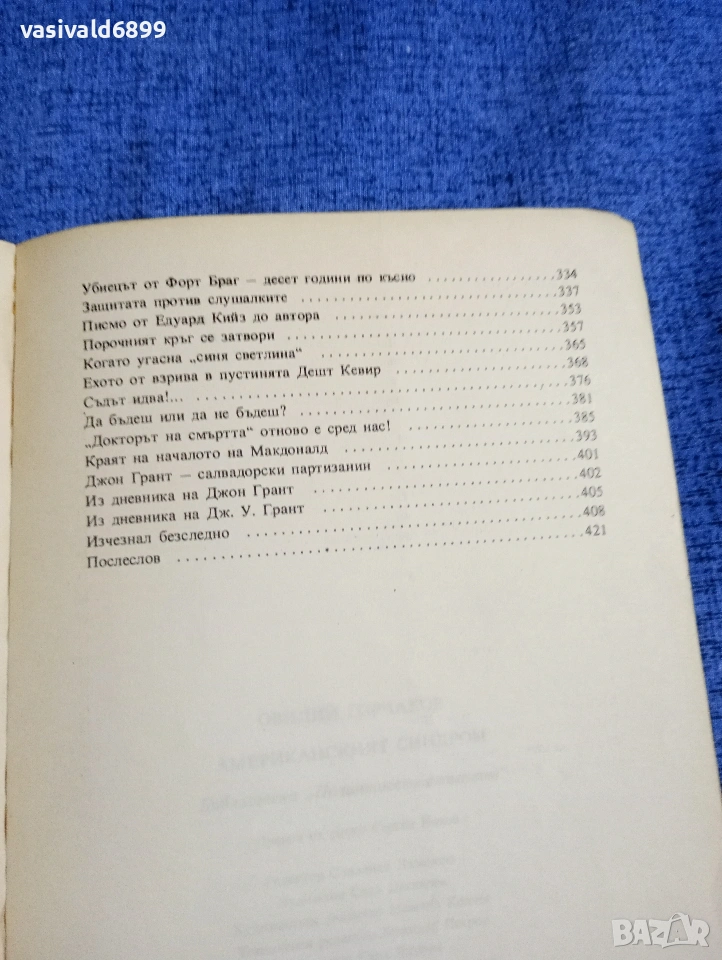 vasivald6899
Убиецът от Форт Браг — десет години по късно ... 334
Защитата против слушалките ... 337
Писмо от Едуард Кийз до автора ... 353
Порочният кръг се затвори ... 357
Когато угасна „синя светлина“ ... 365
Ехото от взрива в пустинята Дешт Кевир ... 368
Съдът идва!... ... 376
Да бъдеш или да не бъдеш? ... 381
„Докторът на смъртта“ отново е сред нас! ... 385
Краят на началото на Макдоналд ... 393
Джон Грант — салвадорски партизанин ... 401
Из дневника на Джон Грант ... 402
Из дневника на Дж. У. Грант ... 405
Изчезнал безследно ... 408
Послеслов ... 421
BAZAR